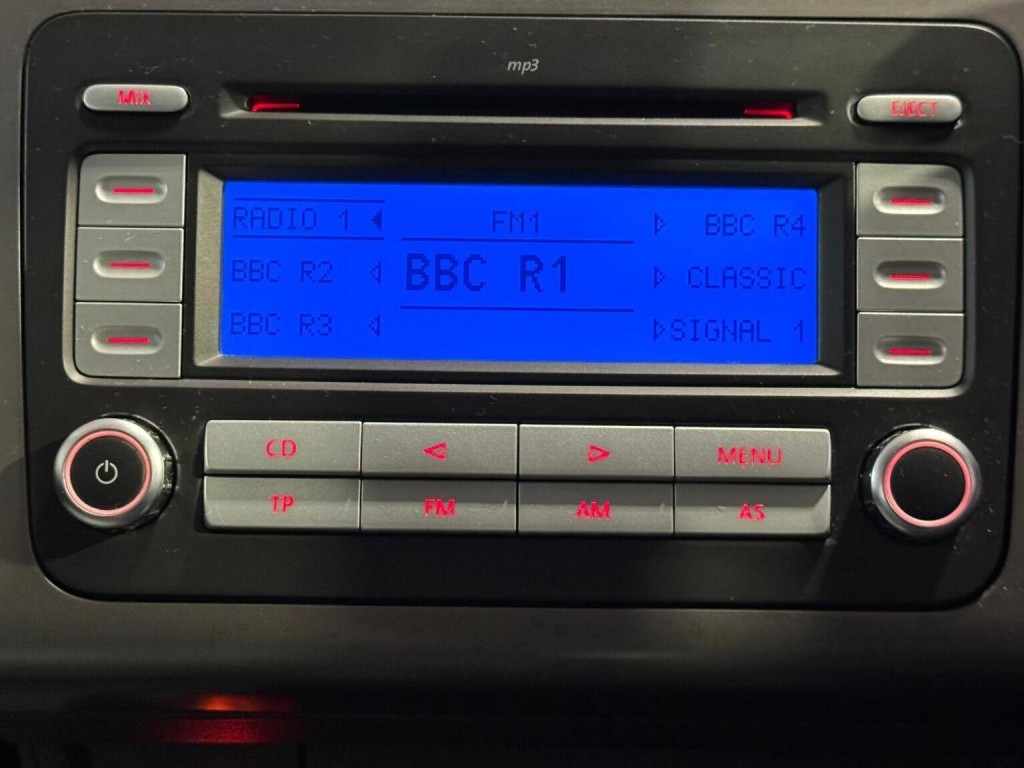 mp3
MIX
EJECT
RADIO 1 FM1 BBC R4
BBC R2 BBC R1 CLASSIC
BBC R3 SIGNAL 1
CD MENU
TP FM AM AS